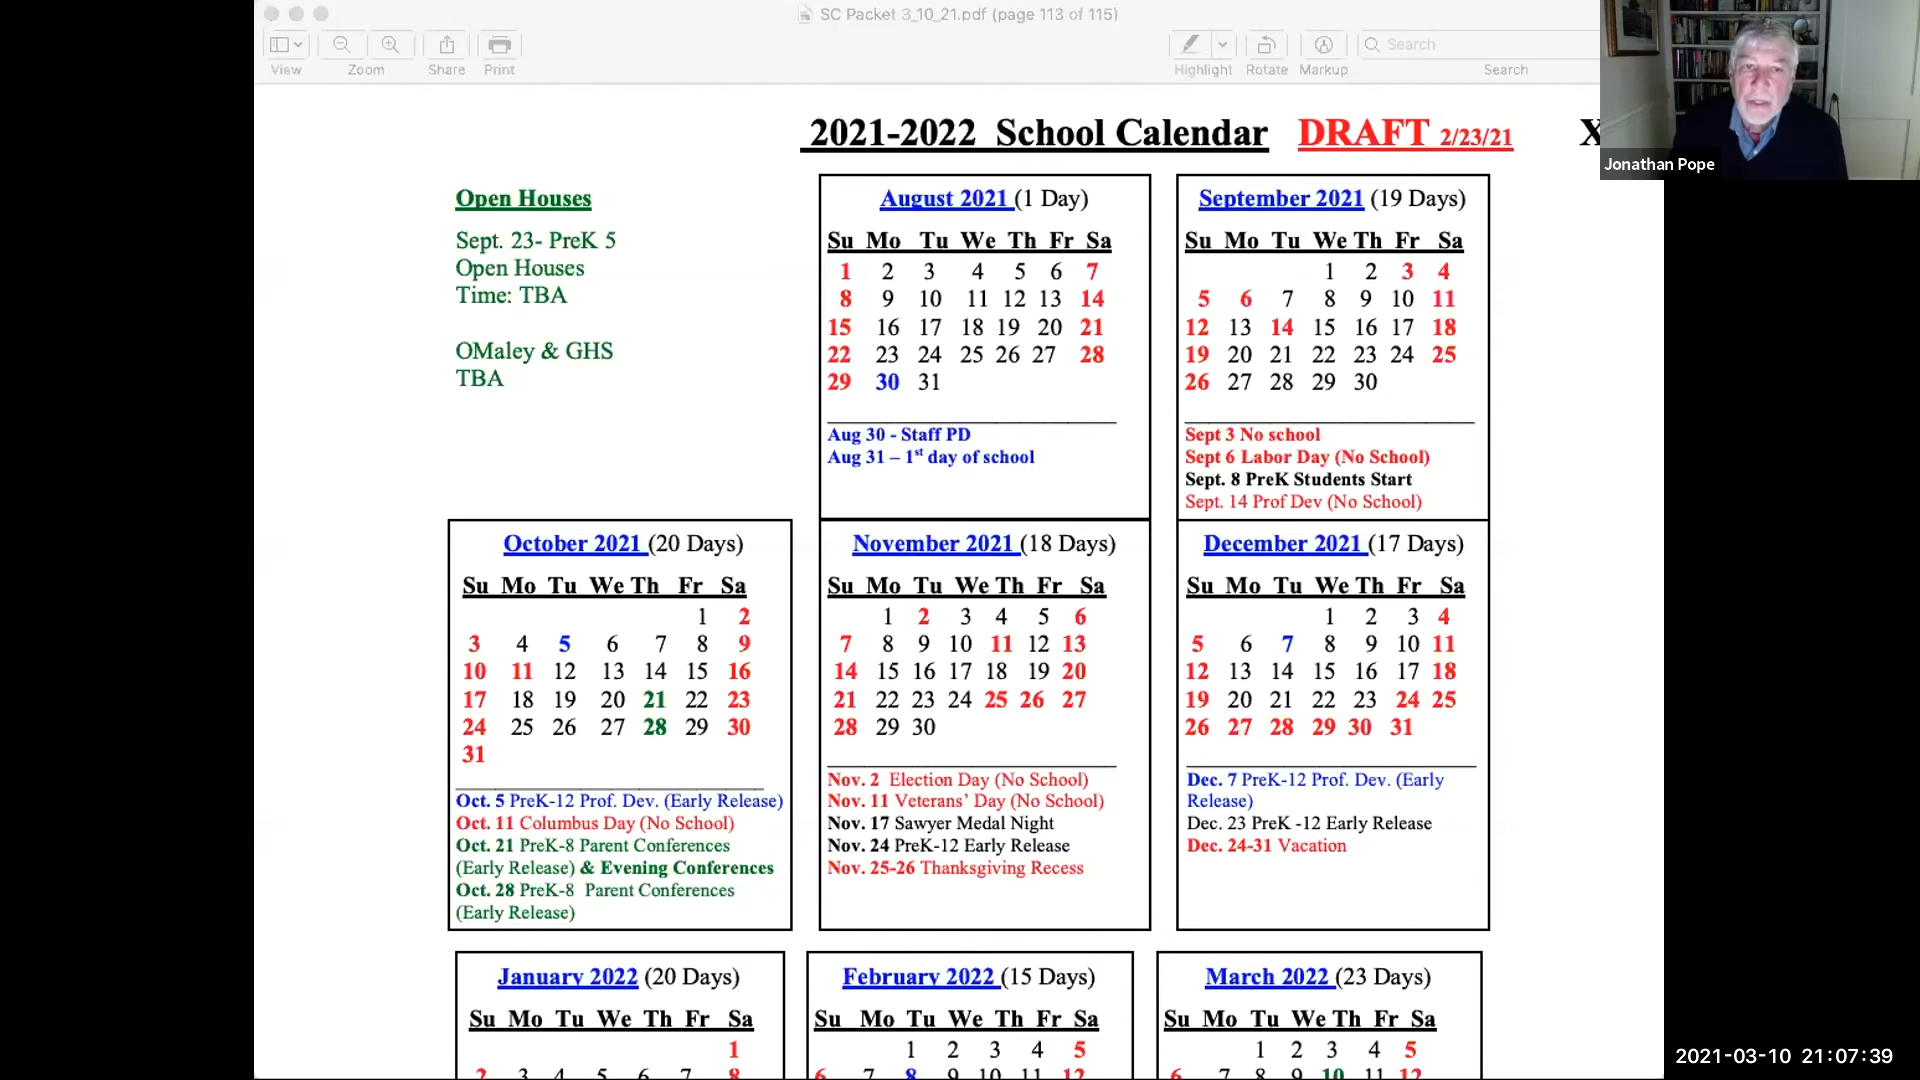 SC Packet 3_10_21.pdf (page 113 of 115)
View Zoom Share Print Highlight Rotate Markup Search
Search
2021-2022 School Calendar DRAFT 2/23/21 X
Jonathan Pope
Open Houses
Sept. 23- PreK 5
Open Houses
Time: TBA
OMaley & GHS
TBA
August 2021 (1 Day)
Su Mo Tu We Th Fr Sa
1 2 3 4 5 6 7
8 9 10 11 12 13 14
15 16 17 18 19 20 21
22 23 24 25 26 27 28
29 30 31
Aug 30 - Staff PD
Aug 31 – 1st day of school
September 2021 (19 Days)
Su Mo Tu We Th Fr Sa
1 2 3 4
5 6 7 8 9 10 11
12 13 14 15 16 17 18
19 20 21 22 23 24 25
26 27 28 29 30
Sept 3 No school
Sept 6 Labor Day (No School)
Sept. 8 PreK Students Start
Sept. 14 Prof Dev (No School)
October 2021 (20 Days)
Su Mo Tu We Th Fr Sa
1 2
3 4 5 6 7 8 9
10 11 12 13 14 15 16
17 18 19 20 21 22 23
24 25 26 27 28 29 30
31
Oct. 5 PreK-12 Prof. Dev. (Early Release)
Oct. 11 Columbus Day (No School)
Oct. 21 PreK-8 Parent Conferences
(Early Release) & Evening Conferences
Oct. 28 PreK-8 Parent Conferences
(Early Release)
November 2021 (18 Days)
Su Mo Tu We Th Fr Sa
1 2 3 4 5 6
7 8 9 10 11 12 13
14 15 16 17 18 19 20
21 22 23 24 25 26 27
28 29 30
Nov. 2 Election Day (No School)
Nov. 11 Veterans' Day (No School)
Nov. 17 Sawyer Medal Night
Nov. 24 PreK-12 Early Release
Nov. 25-26 Thanksgiving Recess
December 2021 (17 Days)
Su Mo Tu We Th Fr Sa
1 2 3 4
5 6 7 8 9 10 11
12 13 14 15 16 17 18
19 20 21 22 23 24 25
26 27 28 29 30 31
Dec. 7 PreK-12 Prof. Dev. (Early
Release)
Dec. 23 PreK -12 Early Release
Dec. 24-31 Vacation
January 2022 (20 Days)
Su Mo Tu We Th Fr Sa
1
2 3 4 5 6 7 8
February 2022 (15 Days)
Su Mo Tu We Th Fr Sa
1 2 3 4 5
6 7 8 9 10 11 12
March 2022 (23 Days)
Su Mo Tu We Th Fr Sa
1 2 3 4 5
6 7 8 9 10 11 12
2021-03-10 21:07:39